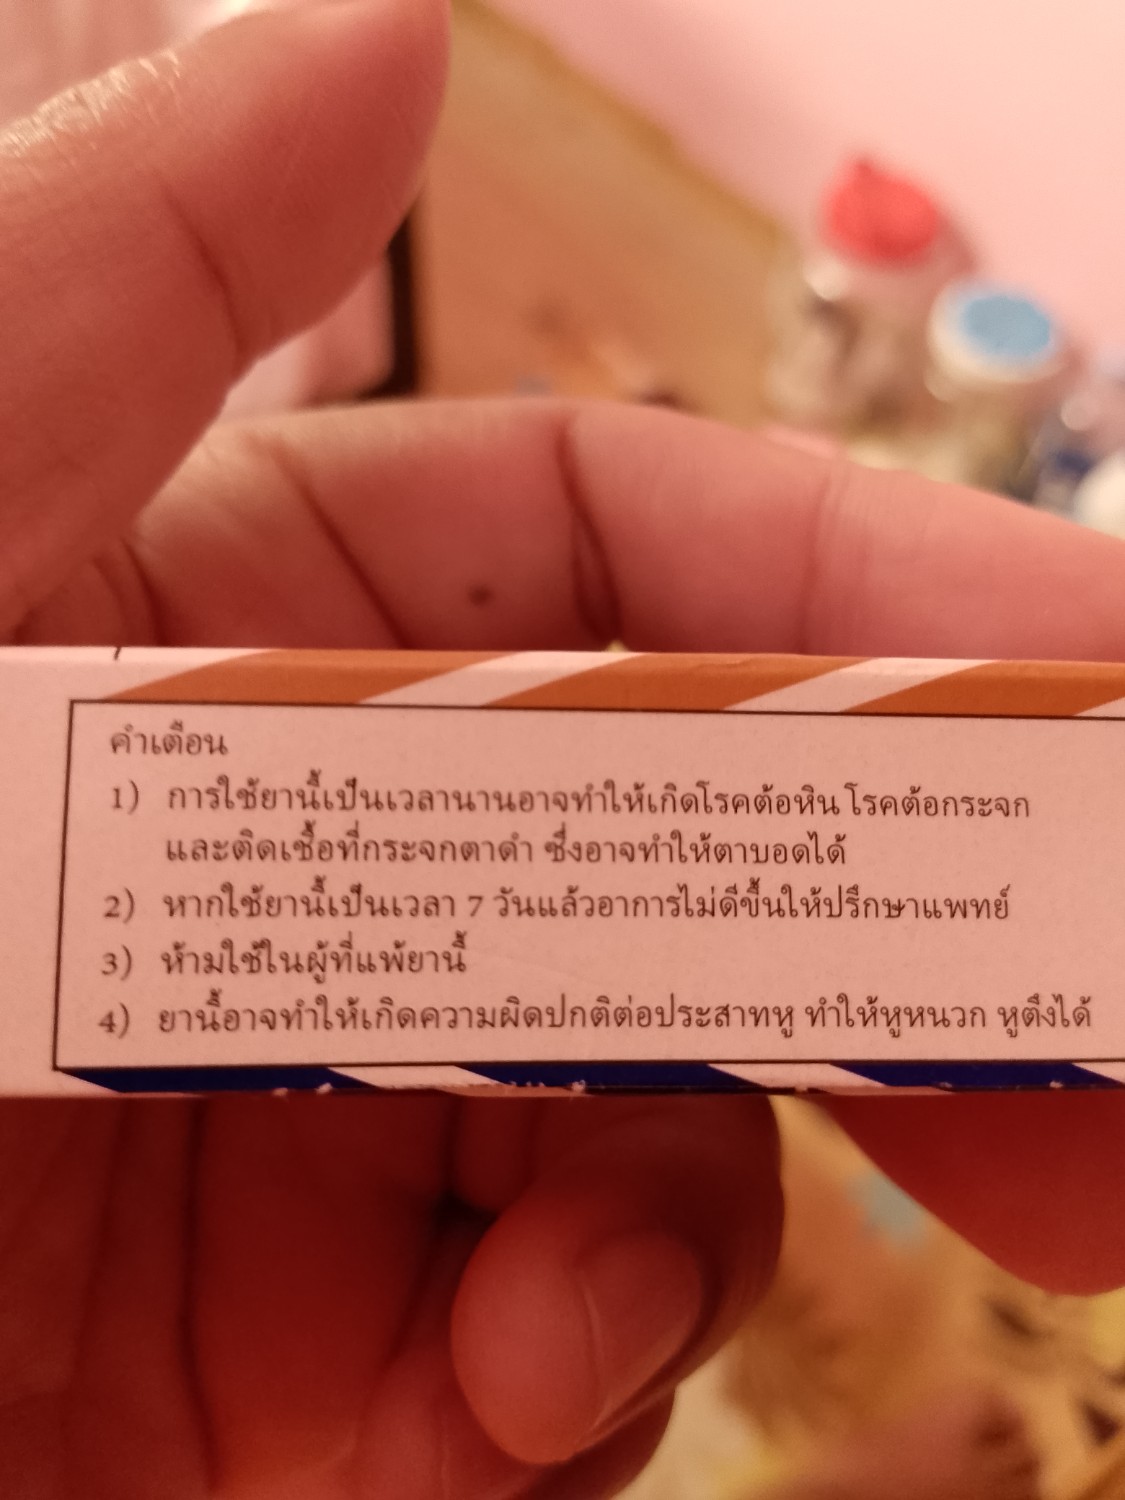 คำเตือน
1) การใช้ยานี้เป็นเวลานานอาจทำให้เกิดโรคต้อหิน โรคต้อกระจก
และติดเชื้อที่กระจกตาดำ ซึ่งอาจทำให้ตาบอดได้
2) หากใช้ยานี้เป็นเวลา 7 วันแล้วอาการไม่ดีขึ้นให้ปรึกษาแพทย์
3) ห้ามใช้ในผู้ที่แพ้ยานี้
4) ยานี้อาจทำให้เกิดความผิดปกติต่อประสาทหู ทำให้หูหนวก หูตึงได้